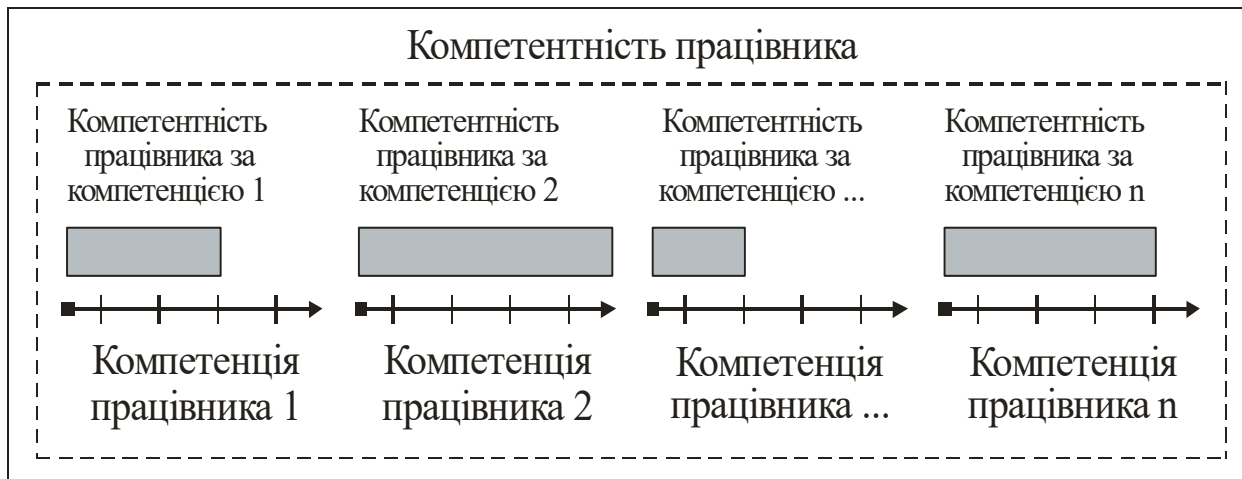 Компетентність працівника
Компетентність
працівника за
компетенцією 1
Компетентність
працівника за
компетенцією 2
Компетентність
працівника за
компетенцією ...
Компетентність
працівника за
компетенцією n
Компетенція
працівника 1
Компетенція
працівника 2
Компетенція
працівника ...
Компетенція
працівника n